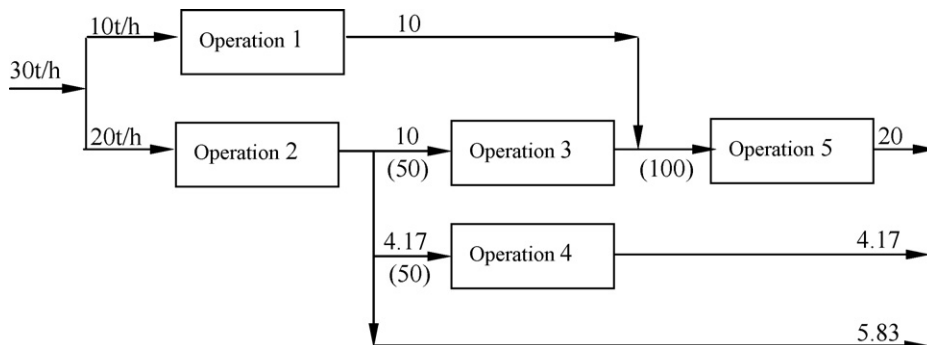 10t/h
Operation 1
10
30t/h
20t/h
Operation 2
10
(50)
Operation 3
(100)
Operation 5
20
4.17
(50)
Operation 4
4.17
5.83